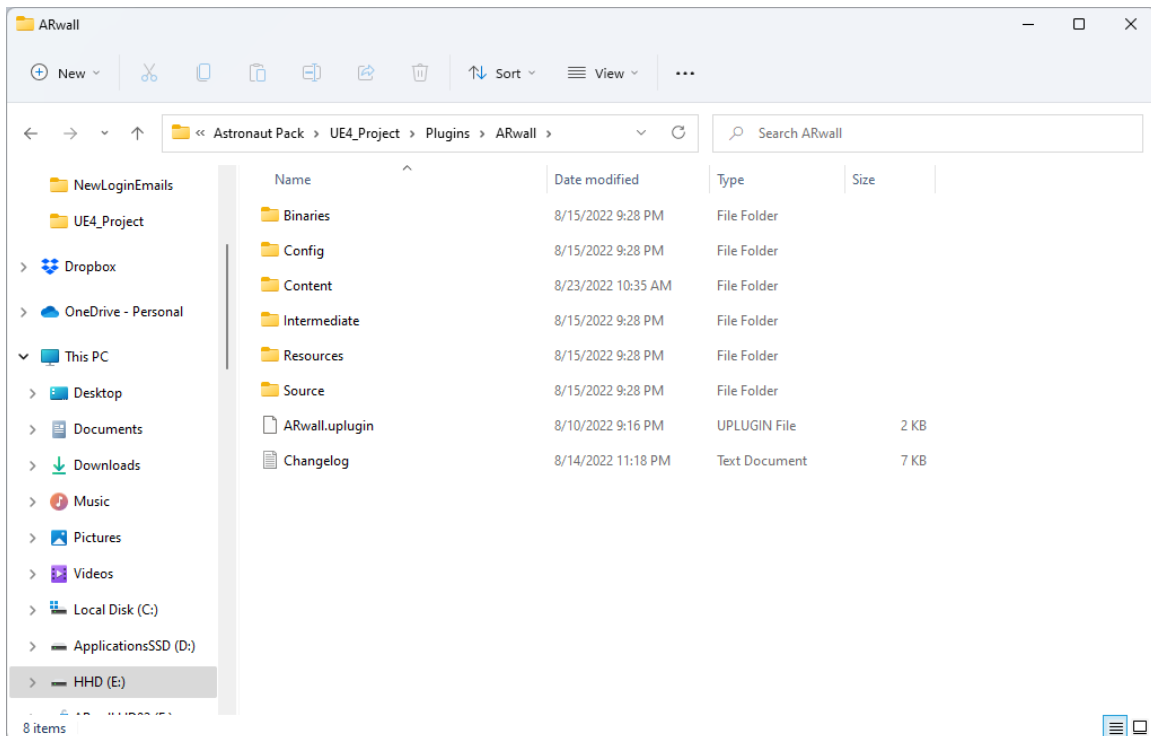 ARwall
New
Sort
View
« Astronaut Pack > UE4_Project > Plugins > ARwall >
Search ARwall
NewLoginEmails
UE4_Project
Dropbox
OneDrive - Personal
This PC
Desktop
Documents
Downloads
Music
Pictures
Videos
Local Disk (C:)
ApplicationsSSD (D:)
HHD (E:)
Name Date modified Type Size
Binaries 8/15/2022 9:28 PM File Folder
Config 8/15/2022 9:28 PM File Folder
Content 8/23/2022 10:35 AM File Folder
Intermediate 8/15/2022 9:28 PM File Folder
Resources 8/15/2022 9:28 PM File Folder
Source 8/15/2022 9:28 PM File Folder
ARwall.uplugin 8/10/2022 9:16 PM UPLUGIN File 2 KB
Changelog 8/14/2022 11:18 PM Text Document 7 KB
8 items